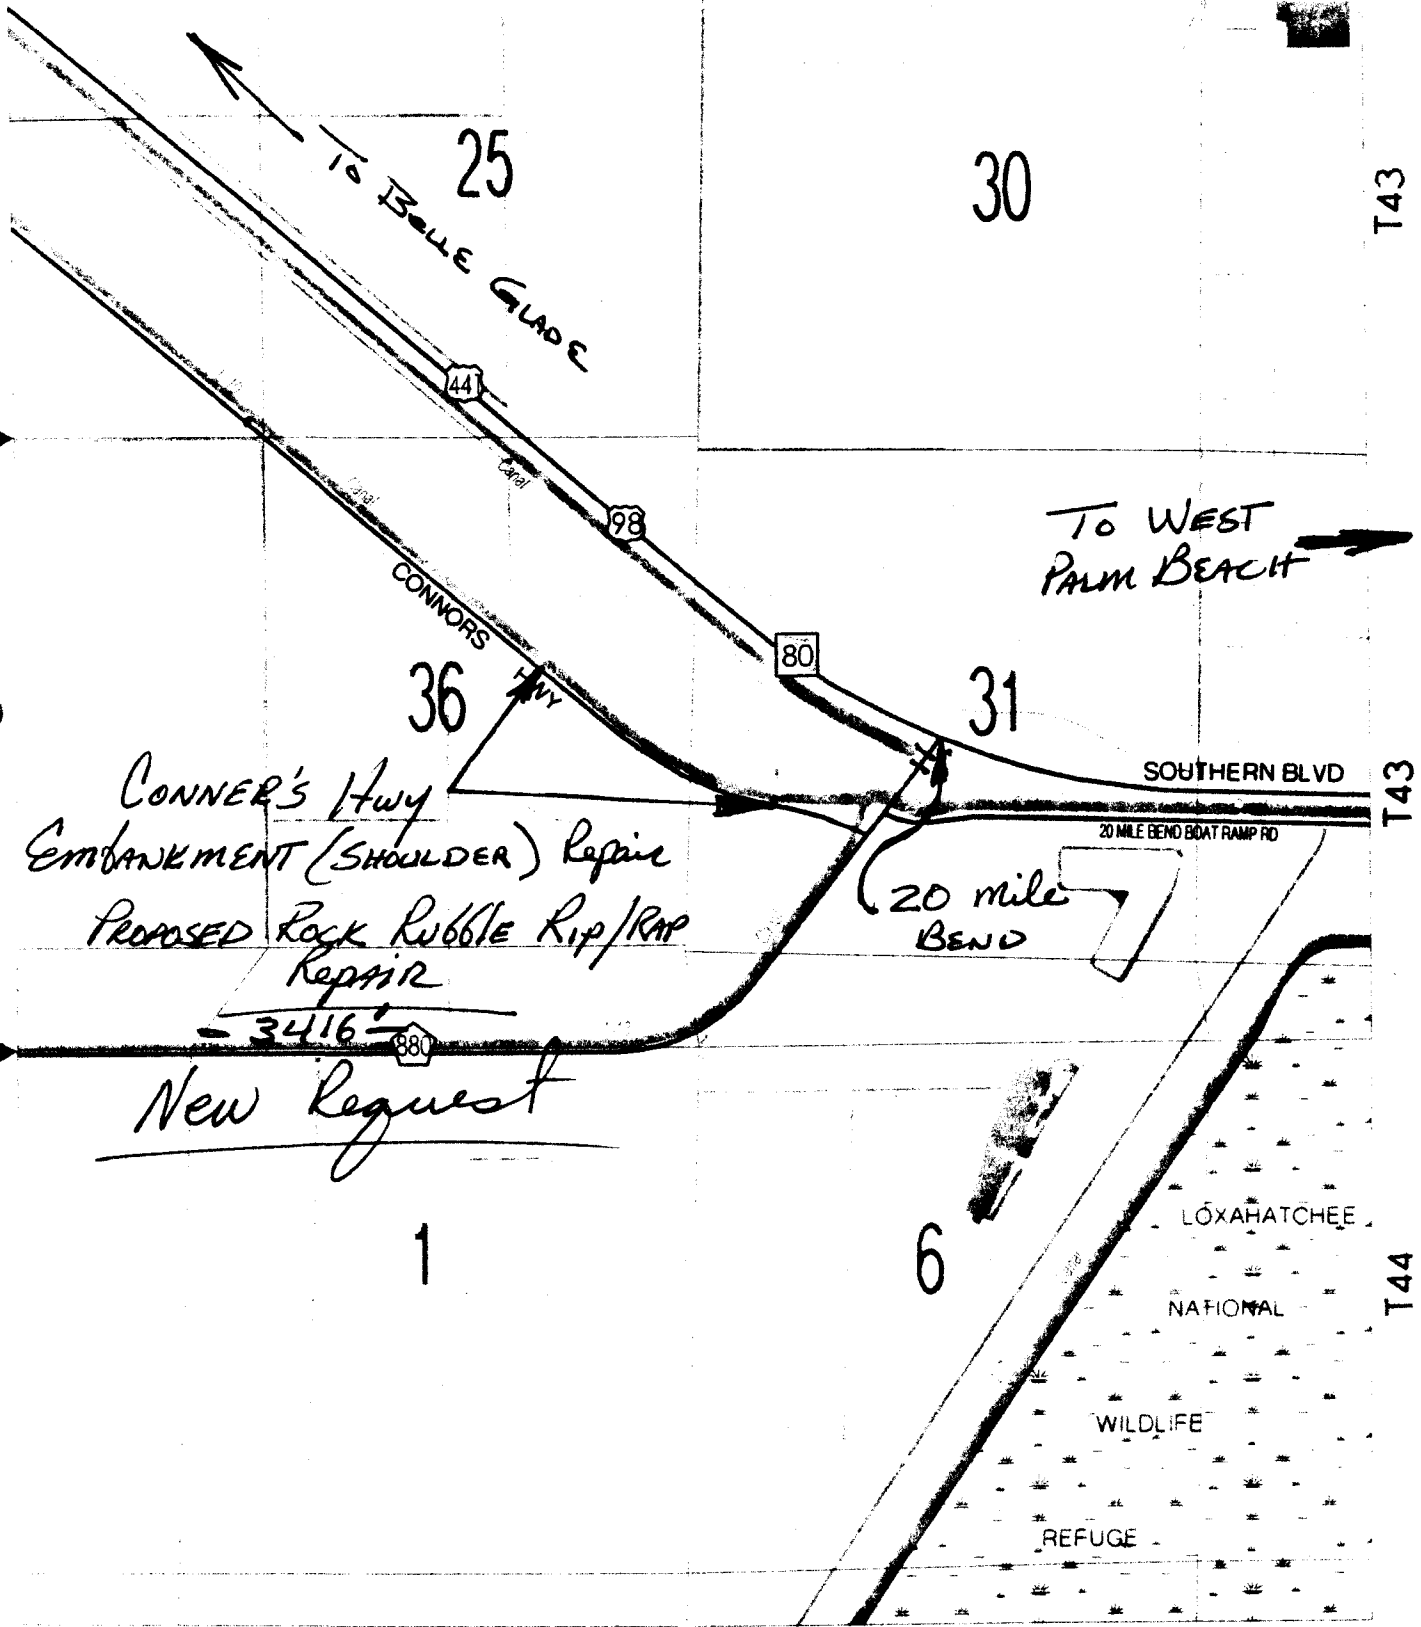 25
30
T43
To BELLE GLADE
441
Canal
Canal
98
To WEST
PALM BEACH
CONNORS
HWY
80
36
31
SOUTHERN BLVD
T43
20 MILE BEND BOAT RAMP RD
CONNER'S Hwy
EMBANKMENT (SHOULDER) Repair
PROPOSED ROCK RUBBLE RIP/RAP
REPAIR
- 3416' -
880
New Request
20 mile
BEND
1
6
LOXAHATCHEE
NATIONAL
WILDLIFE
REFUGE
T44